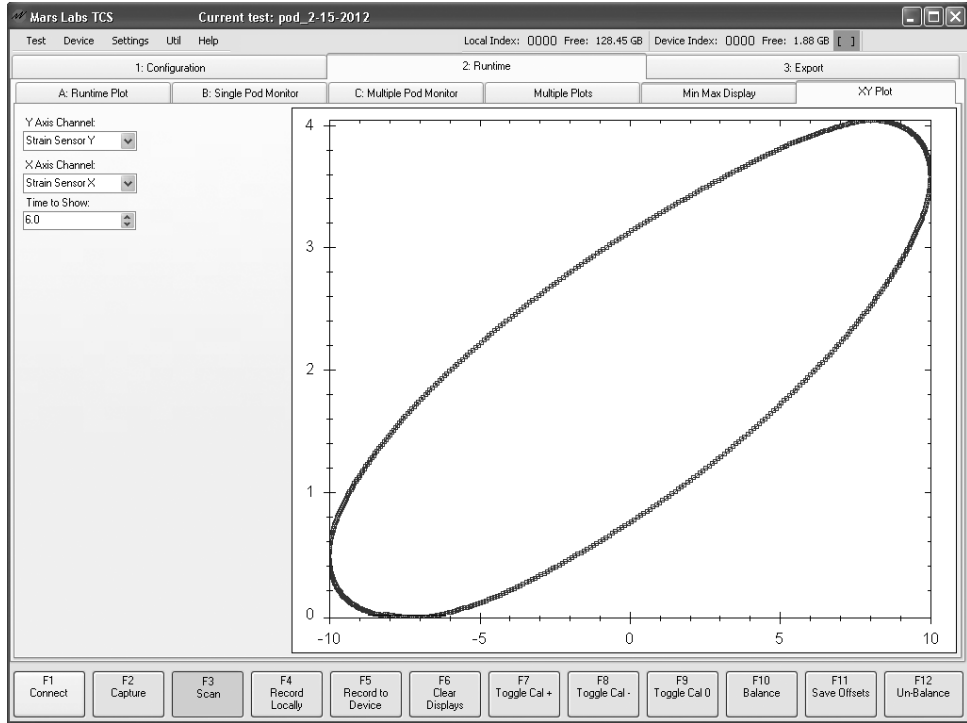 Mars Labs TCS Current test: pod_2-15-2012
Test Device Settings Util Help Local Index: 0000 Free: 128.45 GB Device Index: 0000 Free: 1.88 GB [ ]
1: Configuration 2: Runtime 3: Export
A: Runtime Plot B: Single Pod Monitor C: Multiple Pod Monitor Multiple Plots Min Max Display XY Plot
Y Axis Channel:
Strain Sensor Y
X Axis Channel:
Strain Sensor X
Time to Show:
6.0
4
3
2
1
0
-10 -5 0 5 10
F1 Connect
F2 Capture
F3 Scan
F4 Record Locally
F5 Record to Device
F6 Clear Displays
F7 Toggle Cal +
F8 Toggle Cal -
F9 Toggle Cal 0
F10 Balance
F11 Save Offsets
F12 Un-Balance